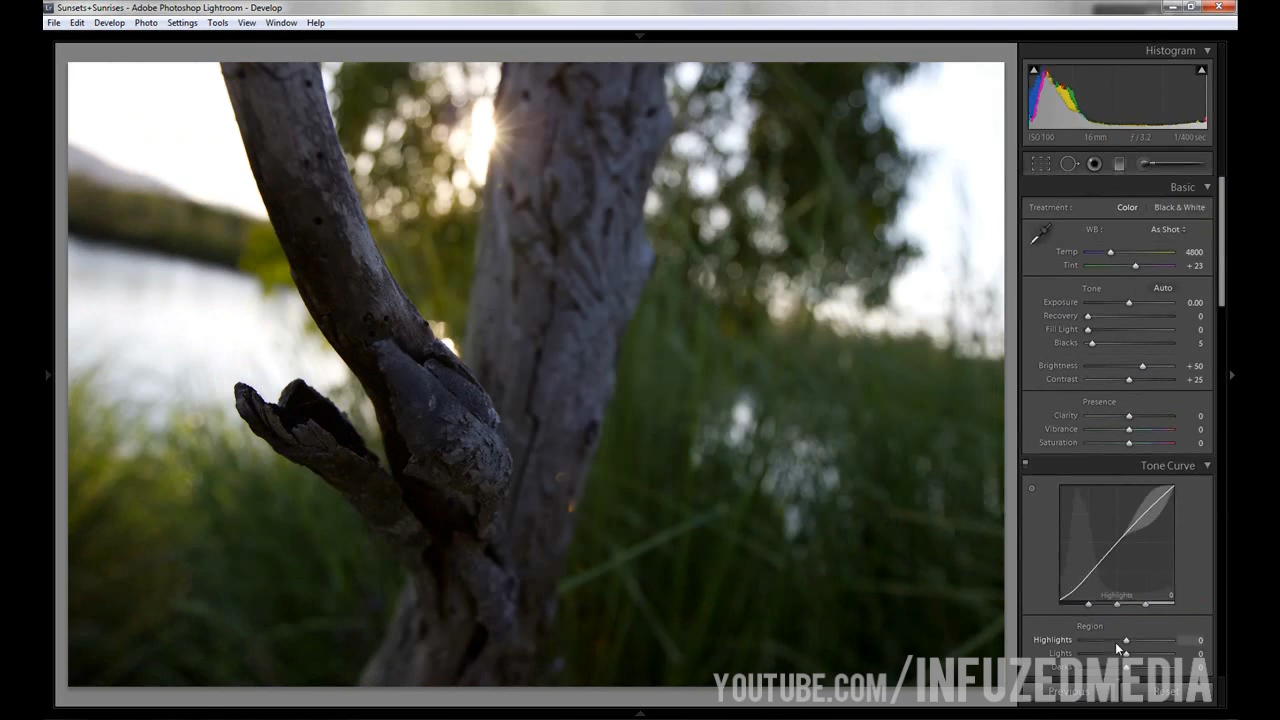 Sunsets+Sunrises - Adobe Photoshop Lightroom - Develop
File Edit Develop Photo Settings Tools View Window Help
Histogram
ISO 100 16 mm ƒ / 3.2 1/400 sec
Basic
Treatment : Color Black & White
WB : As Shot
Temp 4800
Tint + 23
Tone Auto
Exposure 0.00
Recovery 0
Fill Light 0
Blacks 5
Brightness + 50
Contrast + 25
Presence
Clarity 0
Vibrance 0
Saturation 0
Tone Curve
Highlights 0
Region
Highlights 0
Lights 0
Darks
Previous Reset
YOUTUBE.COM/INFUZEDMEDIA